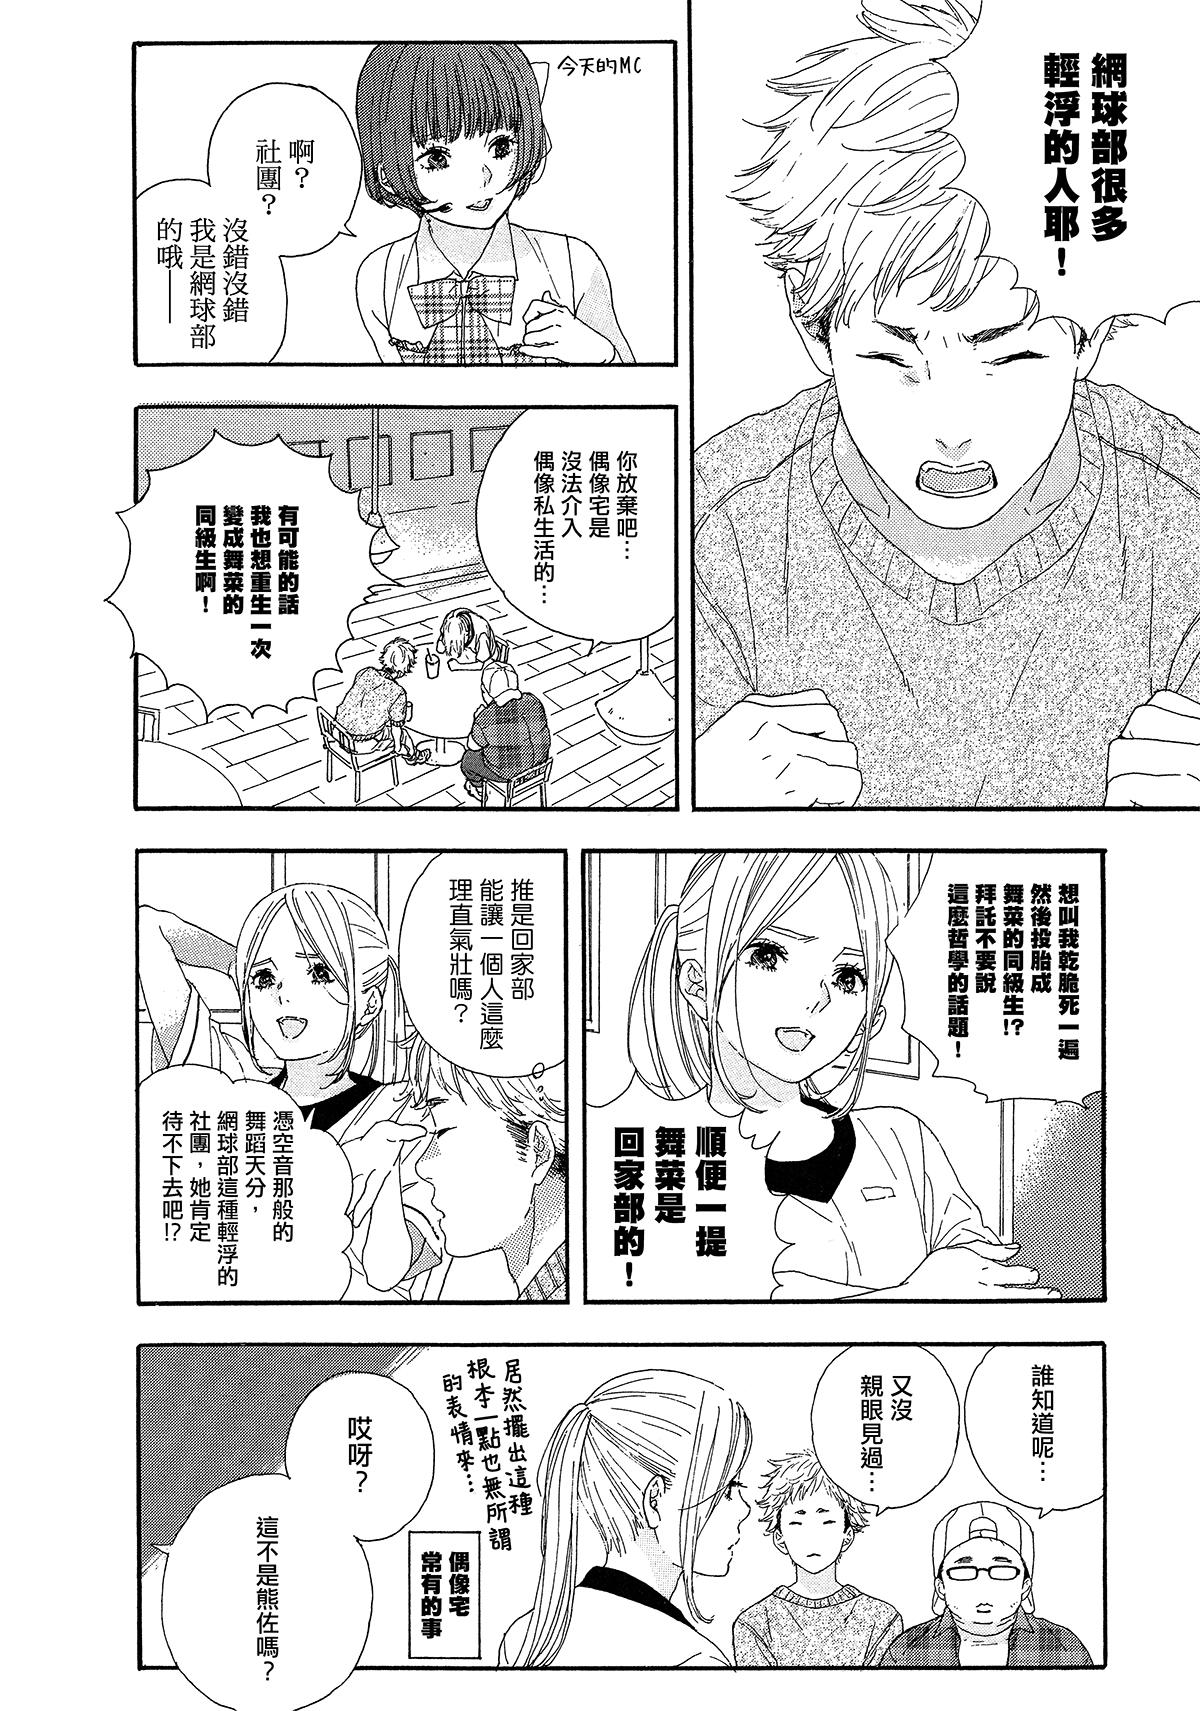 網球部很多
輕浮的人耶！
今天的MC
啊？
社團？
沒錯沒錯
我是網球部
的哦——
你放棄吧…
偶像宅是
沒法介入
偶像私生活的…
有可能的話
我也想重生一次
變成舞菜的
同級生啊！
想叫我乾脆死一遍
然後投胎成
舞菜的同級生!?
拜託不要說
這麼哲學的話題！
順便一提
舞菜是
回家部的！
推是回家部
能讓一個人這麼
理直氣壯嗎？
憑空音那般的
舞蹈天分，
網球部這種輕浮的
社團，她肯定
待不下去吧!?
誰知道呢…
又沒
親眼見過…
居然擺出這種
根本一點也無所謂
的表情來…
偶像宅
常有的事
哎呀？
這不是熊佐嗎？